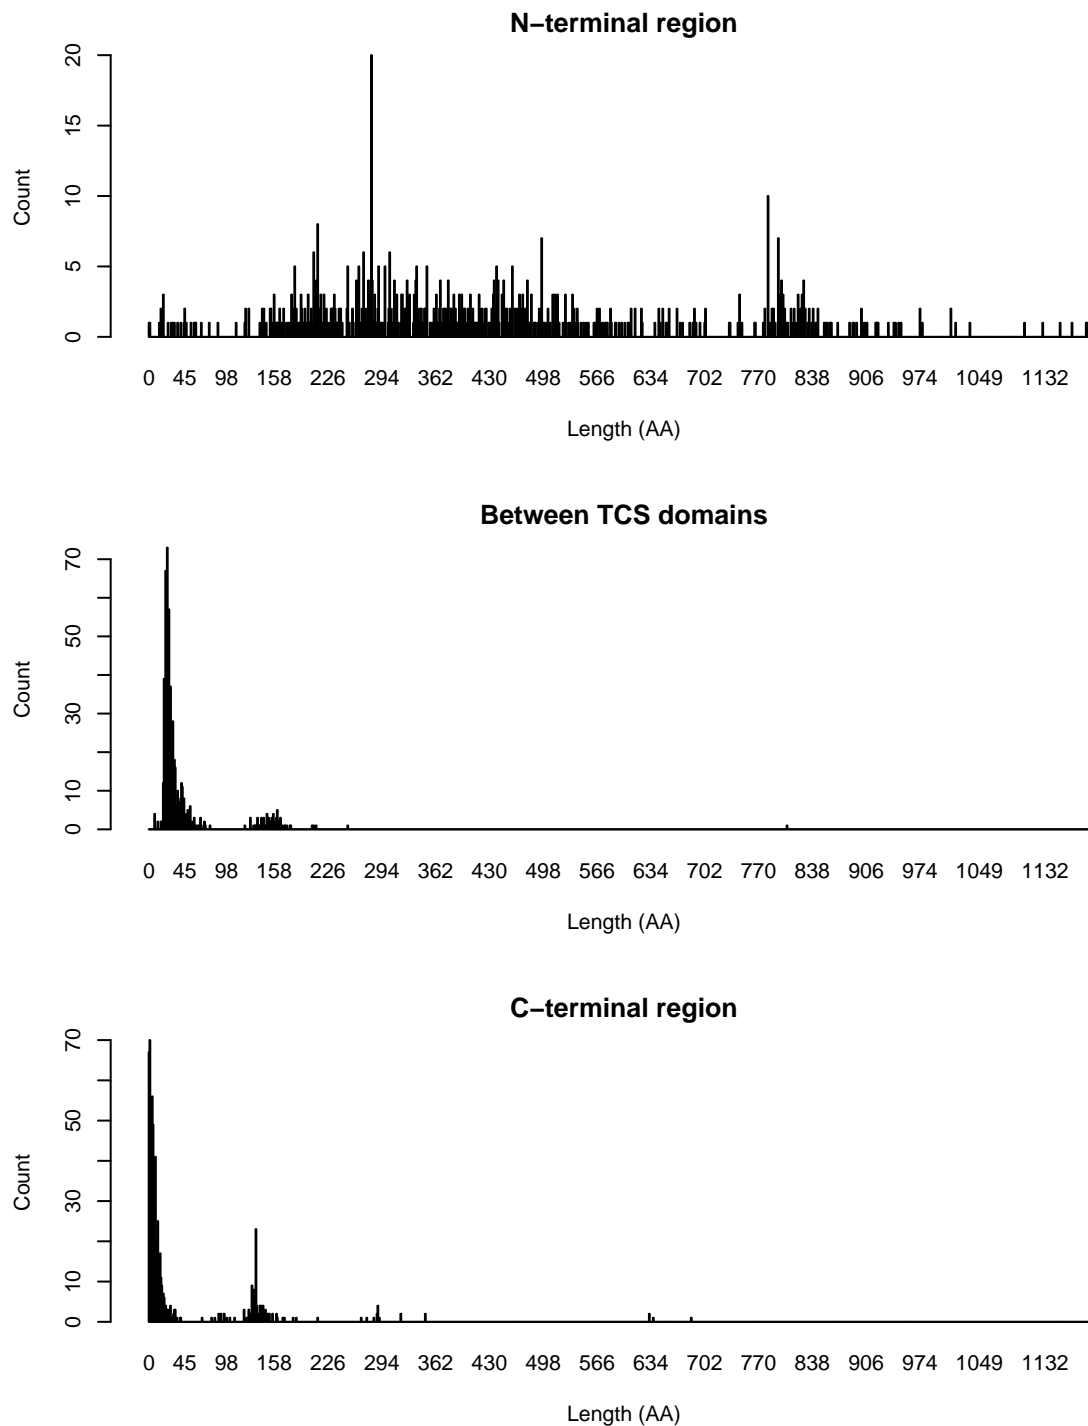 N−terminal region
20
15
10
5
0
Count
0 45 98 158 226 294 362 430 498 566 634 702 770 838 906 974 1049 1132
Length (AA)
Between TCS domains
70
50
30
10
0
Count
0 45 98 158 226 294 362 430 498 566 634 702 770 838 906 974 1049 1132
Length (AA)
C−terminal region
70
50
30
10
0
Count
0 45 98 158 226 294 362 430 498 566 634 702 770 838 906 974 1049 1132
Length (AA)